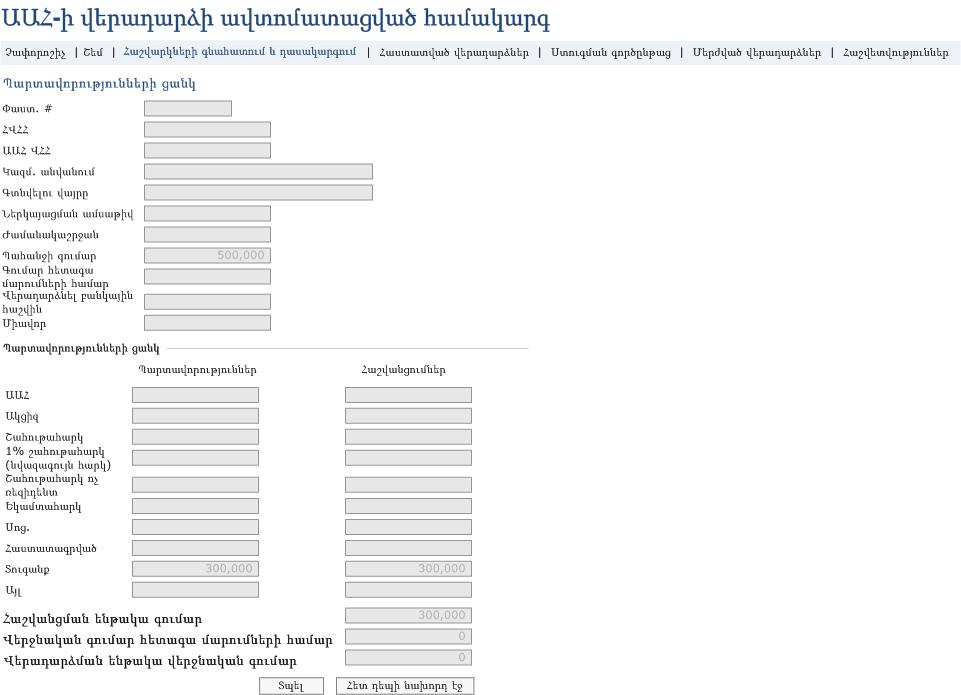 ԱԱՀ-ի վերադարձի ավտոմատացված համակարգ
Չափորոշիչ | Շեմ | Հաշվարկների գնահատում և դասակարգում | Հաստատված վերադարձներ | Ստուգման գործընթաց | Մերժված վերադարձներ | Հաշվետվություններ
Պարտավորությունների ցանկ
Փաստ. #
ՀՎՀՀ
ԱԱՀ ՎՀՀ
Կազմ. անվանում
Գտնվելու վայրը
Ներկայացման ամսաթիվ
Ժամանակաշրջան
Պահանջի գումար 500,000
Գումար հետագա
մարումների համար
Վերադարձնել բանկային
հաշվին
Միավոր
Պարտավորությունների ցանկ
Պարտավորություններ Հաշվանցումներ
ԱԱՀ
Ակցիզ
Շահութահարկ
1% շահութահարկ
(նվազագույն հարկ)
Շահութահարկ ոչ
ռեզիդենտ
Եկամտահարկ
Սոց.
Հաստատագրված
Տուգանք 300,000 300,000
Այլ
Հաշվանցման ենթակա գումար 300,000
Վերջնական գումար հետագա մարումների համար 0
Վերադարձման ենթակա վերջնական գումար 0
Տպել Հետ դեպի նախորդ էջ